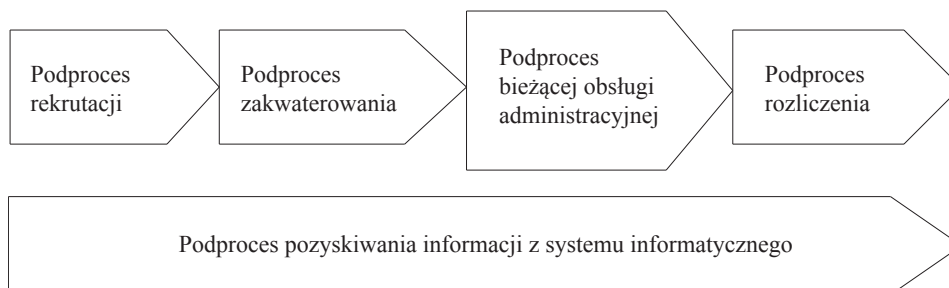 Podproces
rekrutacji
Podproces
zakwaterowania
Podproces
bieżącej obsługi
administracyjnej
Podproces
rozliczenia
Podproces pozyskiwania informacji z systemu informatycznego